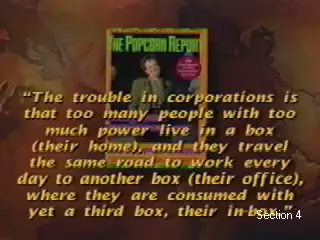 THE POPCORN REPORT
"The trouble in corporations is
that too many people with too
much power live in a box
(their home), and they travel
the same road to work every
day to another box (their office),
where they are consumed with
yet a third box, their in-box."
Section 4